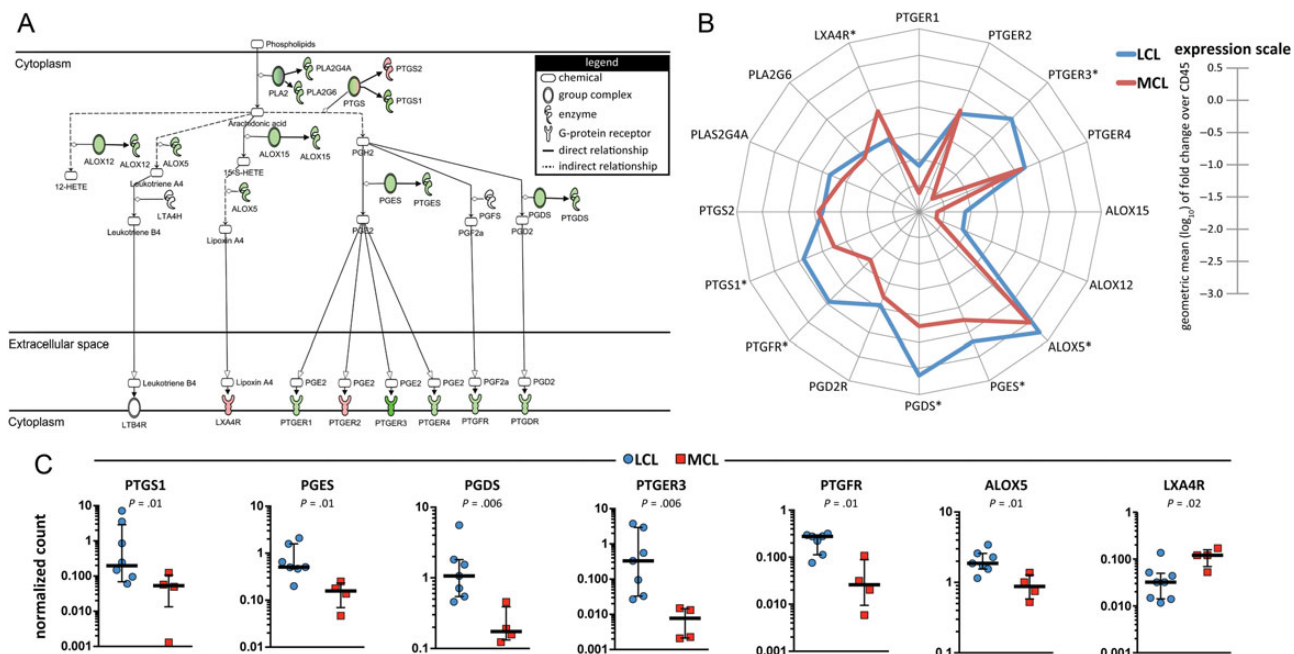 A
Phospholipids
Cytoplasm
PLA2G4A
PTGS2
PLA2
PLA2G6
PTGS
PTGS1
Arachidonic acid
ALOX12
ALOX12
ALOX5
ALOX15
ALOX15
PGH2
12-HETE
Leukotriene A4
15-S-HETE
LTA4H
ALOX5
PGES
PTGES
PGFS
PGDS
PTGDS
Leukotriene B4
Lipoxin A4
PGE2
PGF2a
PGD2
legend
chemical
group complex
enzyme
G-protein receptor
direct relationship
indirect relationship
Extracellular space
Leukotriene B4
Lipoxin A4
PGE2
PGE2
PGE2
PGE2
PGF2a
PGD2
Cytoplasm
LTB4R
LXA4R
PTGER1
PTGER2
PTGER3
PTGER4
PTGFR
PTGDR
B
PTGER1
PTGER2
PTGER3*
PTGER4
ALOX15
ALOX12
ALOX5*
PGES*
PGDS*
PGD2R
PTGFR*
PTGS1*
PTGS2
PLAS2G4A
PLA2G6
LXA4R*
LCL
MCL
expression scale
geometric mean (log10) of fold change over CD45
0.5
0.0
−0.5
−1.0
−1.5
−2.0
−2.5
−3.0
C
LCL MCL
PTGS1 PGES PGDS PTGER3 PTGFR ALOX5 LXA4R
P = .01 P = .01 P = .006 P = .006 P = .01 P = .01 P = .02
normalized count
10
1
0.100
0.010
0.001
10
1
0.10
0.01
10
1
0.1
10
1
0.100
0.010
0.001
1
0.100
0.010
0.001
10
1
0.1
1
0.100
0.010
0.001